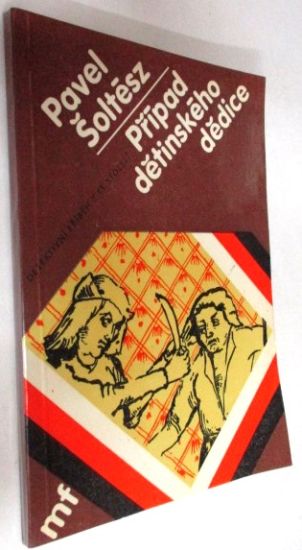 Pavel
Šoltész
Případ
dětinského
dědice
mf